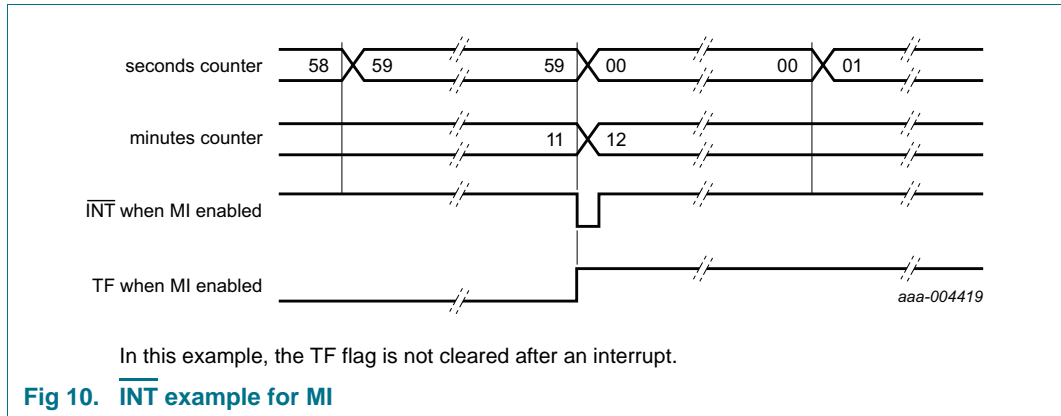 seconds counter 58 59 59 00 00 01
minutes counter 11 12
INT when MI enabled
TF when MI enabled
aaa-004419
In this example, the TF flag is not cleared after an interrupt.
Fig 10. INT example for MI